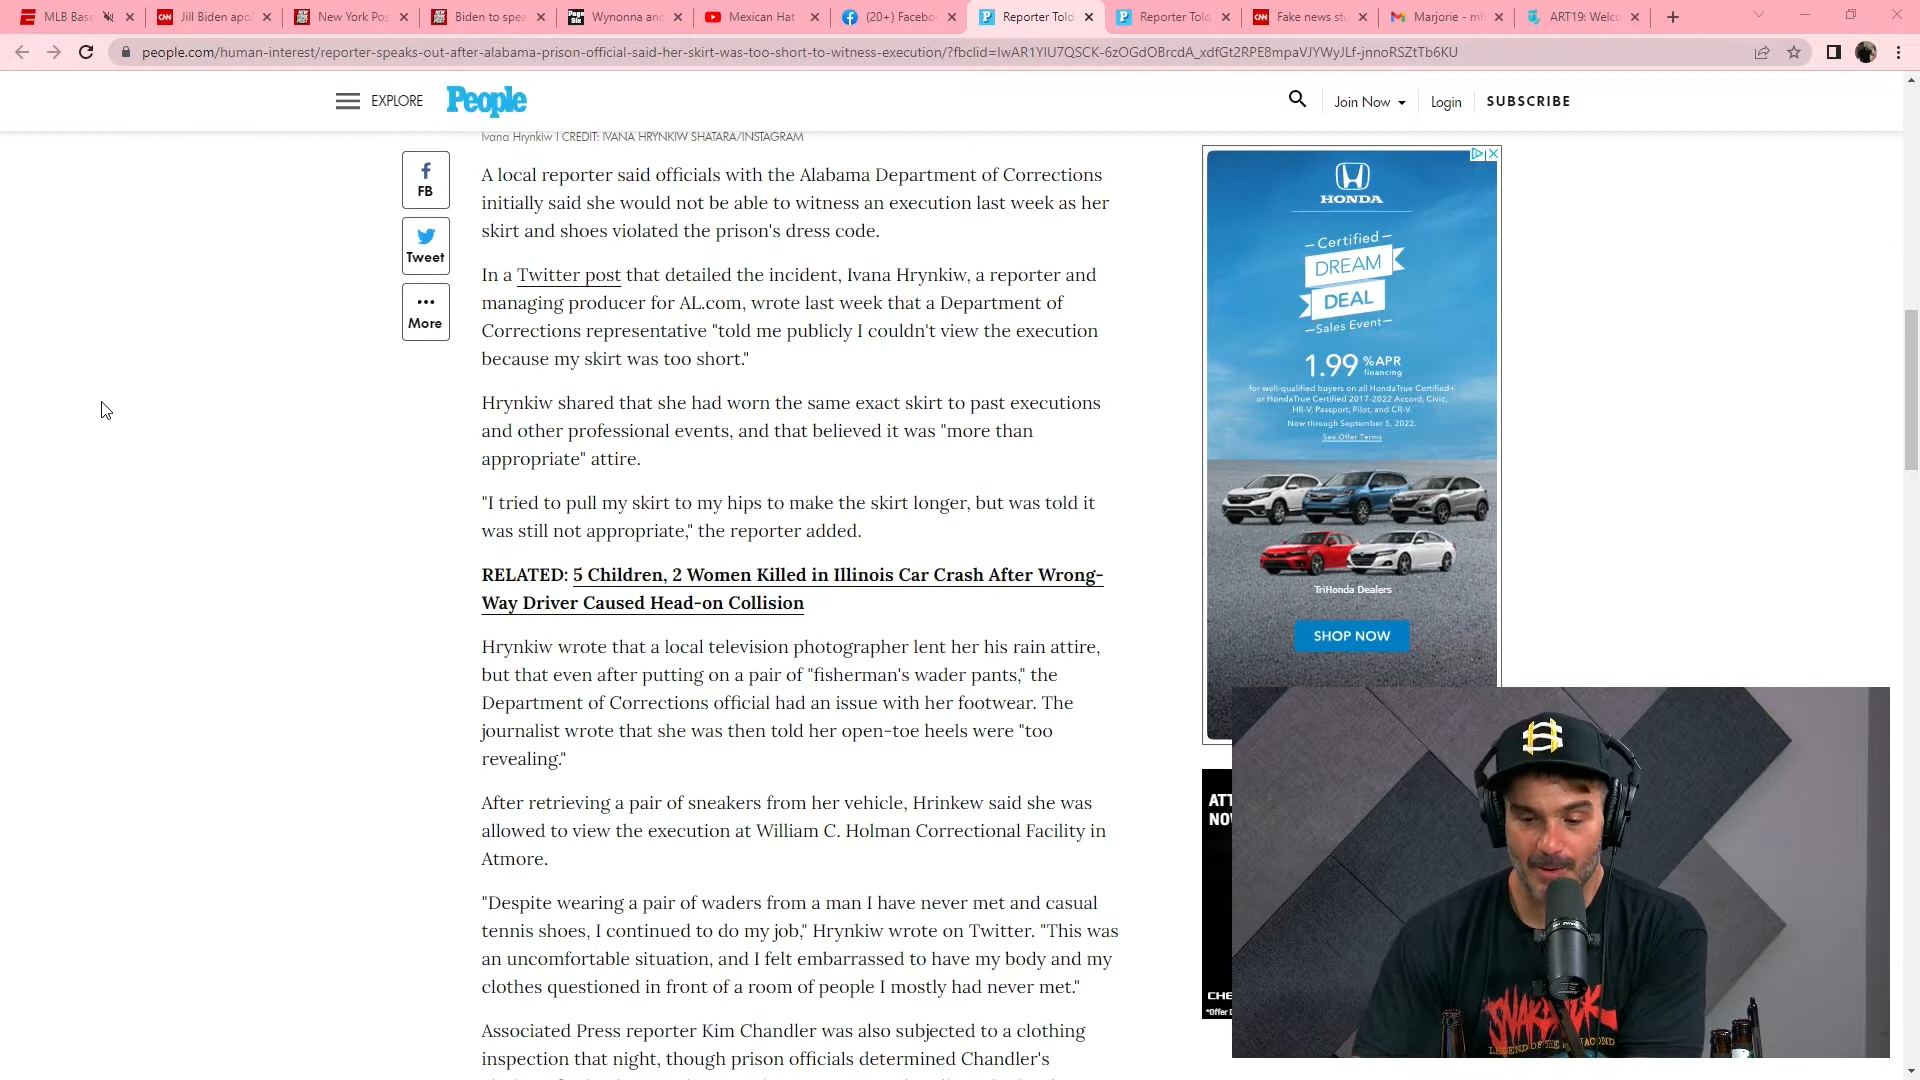 MLB Base
Jill Biden apol
New York Pos
Biden to spea
Page Six
Wynonna and
Mexican Hat
(20+) Facebo
Reporter Told
Reporter Told
Fake news stu
Marjorie - mh
ART19: Welco
people.com/human-interest/reporter-speaks-out-after-alabama-prison-official-said-her-skirt-was-too-short-to-witness-execution/?fbclid=IwAR1YIU7QSCK-6zOGdOBrcdA_xdfGt2RPE8mpaVJYWyJLf-jnnoRSZtTb6KU
EXPLORE
People
Join Now
Login
SUBSCRIBE
Ivana Hrynkiw | CREDIT: IVANA HRYNKIW SHATARA/INSTAGRAM
FB
Tweet
More
A local reporter said officials with the Alabama Department of Corrections
initially said she would not be able to witness an execution last week as her
skirt and shoes violated the prison's dress code.
In a Twitter post that detailed the incident, Ivana Hrynkiw, a reporter and
managing producer for AL.com, wrote last week that a Department of
Corrections representative "told me publicly I couldn't view the execution
because my skirt was too short."
Hrynkiw shared that she had worn the same exact skirt to past executions
and other professional events, and that believed it was "more than
appropriate" attire.
"I tried to pull my skirt to my hips to make the skirt longer, but was told it
was still not appropriate," the reporter added.
RELATED: 5 Children, 2 Women Killed in Illinois Car Crash After Wrong-
Way Driver Caused Head-on Collision
Hrynkiw wrote that a local television photographer lent her his rain attire,
but that even after putting on a pair of "fisherman's wader pants," the
Department of Corrections official had an issue with her footwear. The
journalist wrote that she was then told her open-toe heels were "too
revealing."
After retrieving a pair of sneakers from her vehicle, Hrinkew said she was
allowed to view the execution at William C. Holman Correctional Facility in
Atmore.
"Despite wearing a pair of waders from a man I have never met and casual
tennis shoes, I continued to do my job," Hrynkiw wrote on Twitter. "This was
an uncomfortable situation, and I felt embarrassed to have my body and my
clothes questioned in front of a room of people I mostly had never met."
Associated Press reporter Kim Chandler was also subjected to a clothing
inspection that night, though prison officials determined Chandler's
HONDA
Certified
DREAM
DEAL
Sales Event
1.99 %APR
financing
for well-qualified buyers on all HondaTrue Certified+
or HondaTrue Certified 2017-2022 Accord, Civic,
HR-V, Passport, Pilot, and CR-V.
Now through September 5, 2022.
See Offer Terms
TriHonda Dealers
SHOP NOW
ATT
NO
CHE
*Offer D